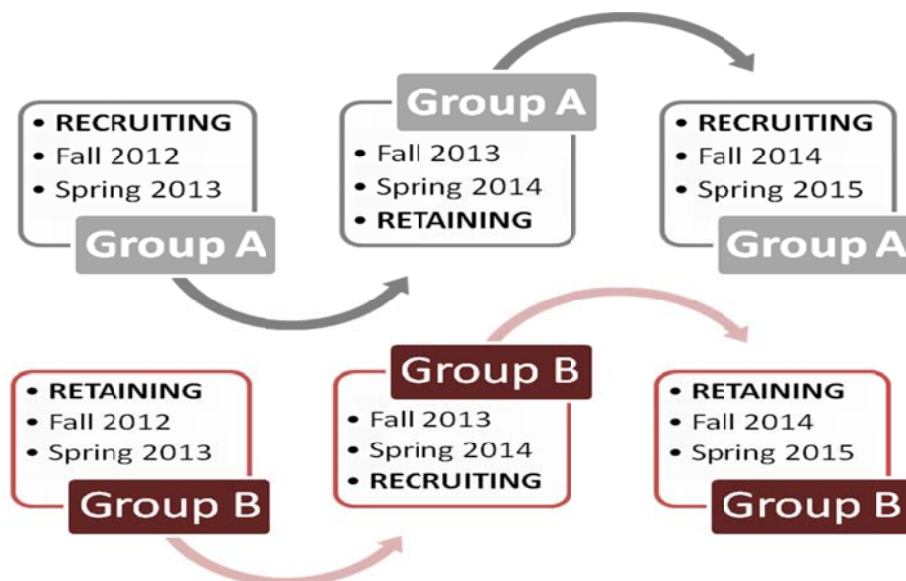 • RECRUITING
• Fall 2012
• Spring 2013
Group A
Group A
• Fall 2013
• Spring 2014
• RETAINING
• RECRUITING
• Fall 2014
• Spring 2015
Group A
• RETAINING
• Fall 2012
• Spring 2013
Group B
Group B
• Fall 2013
• Spring 2014
• RECRUITING
• RETAINING
• Fall 2014
• Spring 2015
Group B